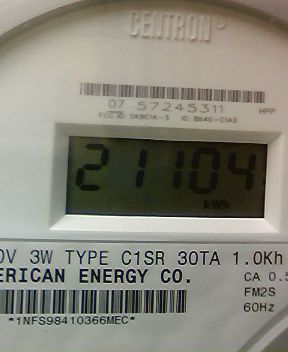 CENTRON®
07 57245311
21104
kWh
0V 3W TYPE C1SR 30TA 1.0Kh
ERICAN ENERGY CO.
CA 0.5
FM2S
60Hz
*1NFS98410366MEC*